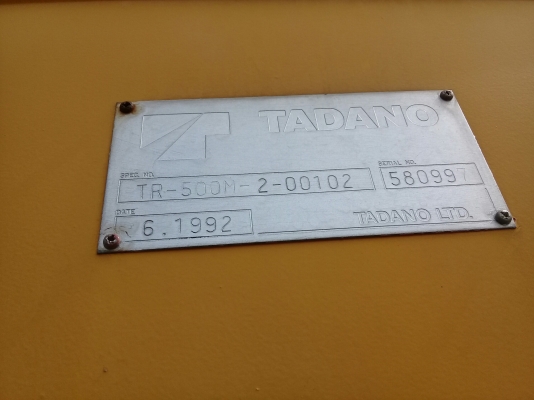 TADANO
SPEC. NO. SERIAL NO.
TR-500M-2-00102 580997
DATE
6.1992 TADANO LTD.